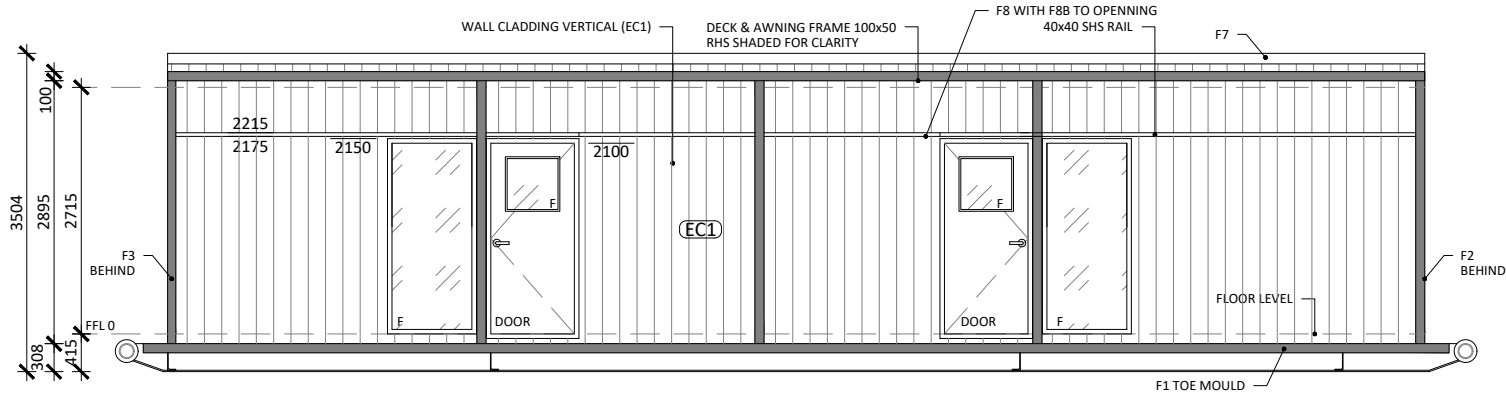 F8 WITH F8B TO OPENNING
40x40 SHS RAIL
WALL CLADDING VERTICAL (EC1)
DECK & AWNING FRAME 100x50
RHS SHADED FOR CLARITY
F7
3504
2895
100
2715
308
415
2215
2175
2150
2100
F
F
EC1
F3
BEHIND
F2
BEHIND
FLOOR LEVEL
FFL 0
F
DOOR
DOOR
F
F1 TOE MOULD